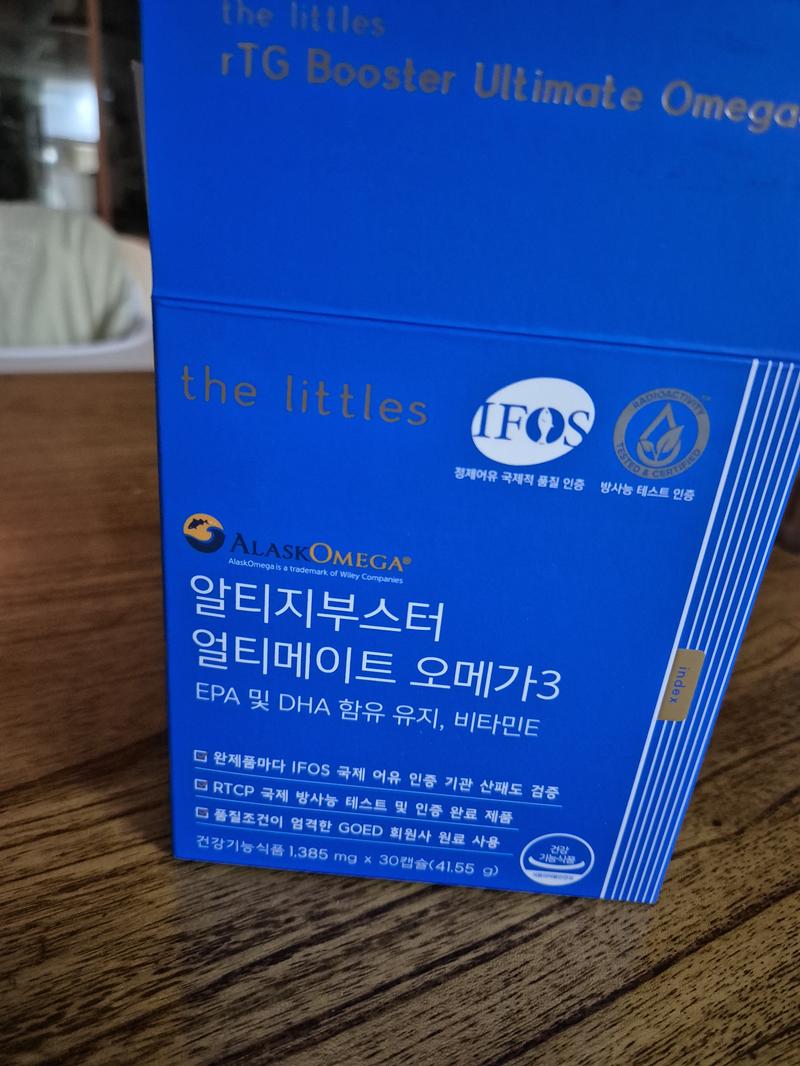 the littles
rTG Booster Ultimate Omega
the littles
IFOS
정제어유 국제적 품질 인증
RADIOACTIVITY
TESTED & CERTIFIED
방사능 테스트 인증
ALASKOMEGA®
AlaskOmega is a trademark of Wiley Companies
알티지부스터
얼티메이트 오메가3
EPA 및 DHA 함유 유지, 비타민E
index
완제품마다 IFOS 국제 어유 인증 기관 산패도 검증
RTCP 국제 방사능 테스트 및 인증 완료 제품
품질조건이 엄격한 GOED 회원사 원료 사용
건강기능식품 1,385 mg x 30캡슐(41.55 g)
건강
기능식품